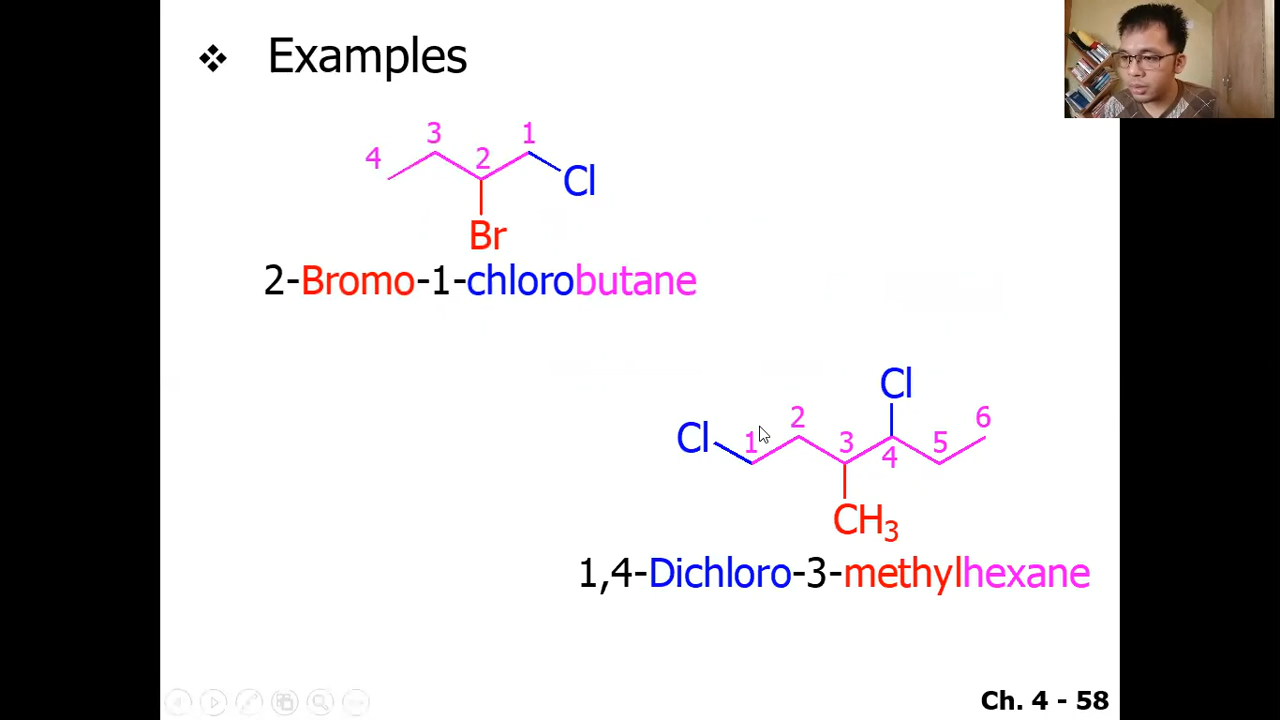 ❖ Examples
4 3 2 1
Cl
Br
2-Bromo-1-chlorobutane
Cl
Cl 1 2 3 4 5 6
CH₃
1,4-Dichloro-3-methylhexane
Ch. 4 - 58